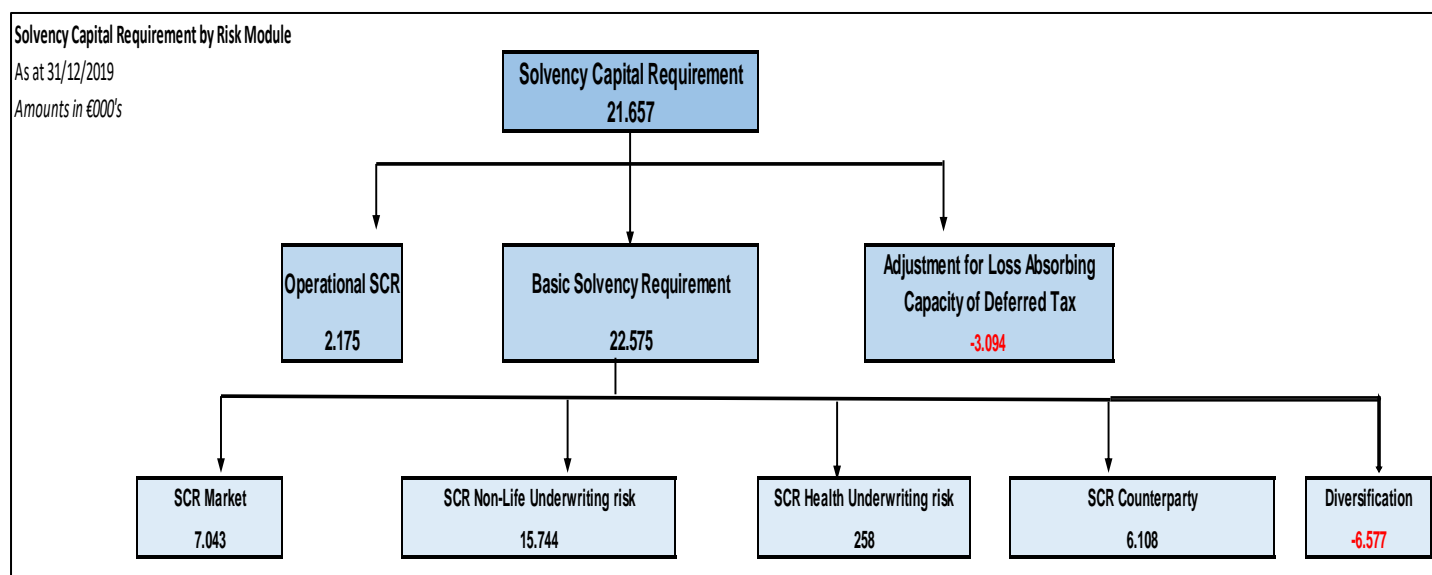 Solvency Capital Requirement by Risk Module
As at 31/12/2019
Amounts in €000's
Solvency Capital Requirement
21.657
Operational SCR
2.175
Basic Solvency Requirement
22.575
Adjustment for Loss Absorbing
Capacity of Deferred Tax
-3.094
SCR Market
7.043
SCR Non-Life Underwriting risk
15.744
SCR Health Underwriting risk
258
SCR Counterparty
6.108
Diversification
-6.577